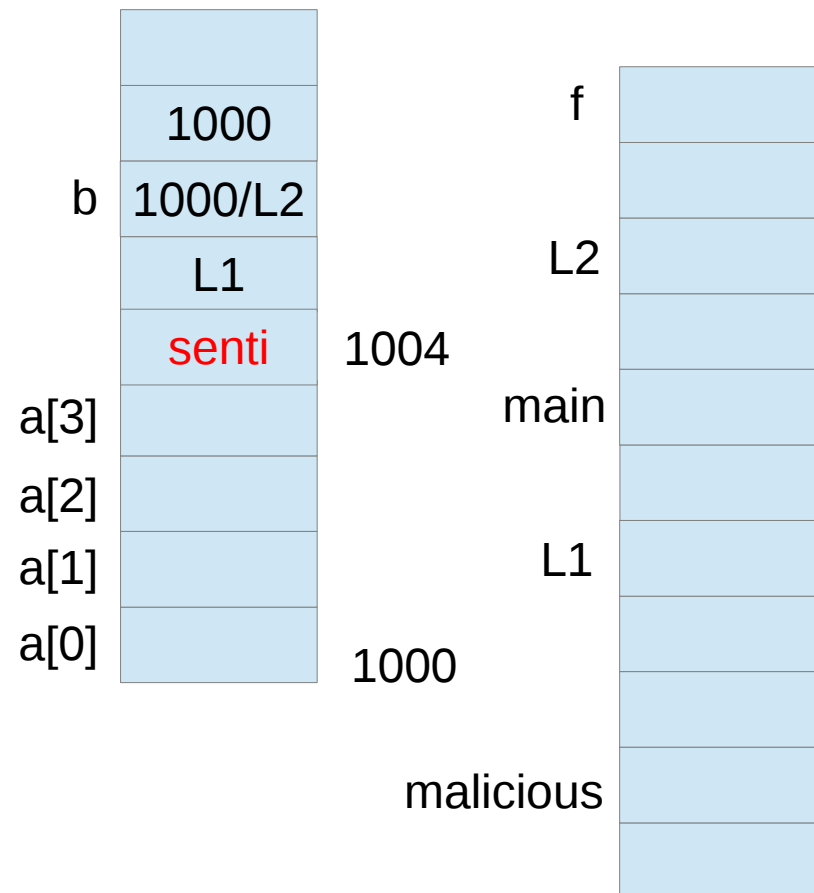 1000
b 1000/L2
L1
senti 1004
a[3]
a[2]
a[1]
a[0]
1000
f
L2
main
L1
malicious